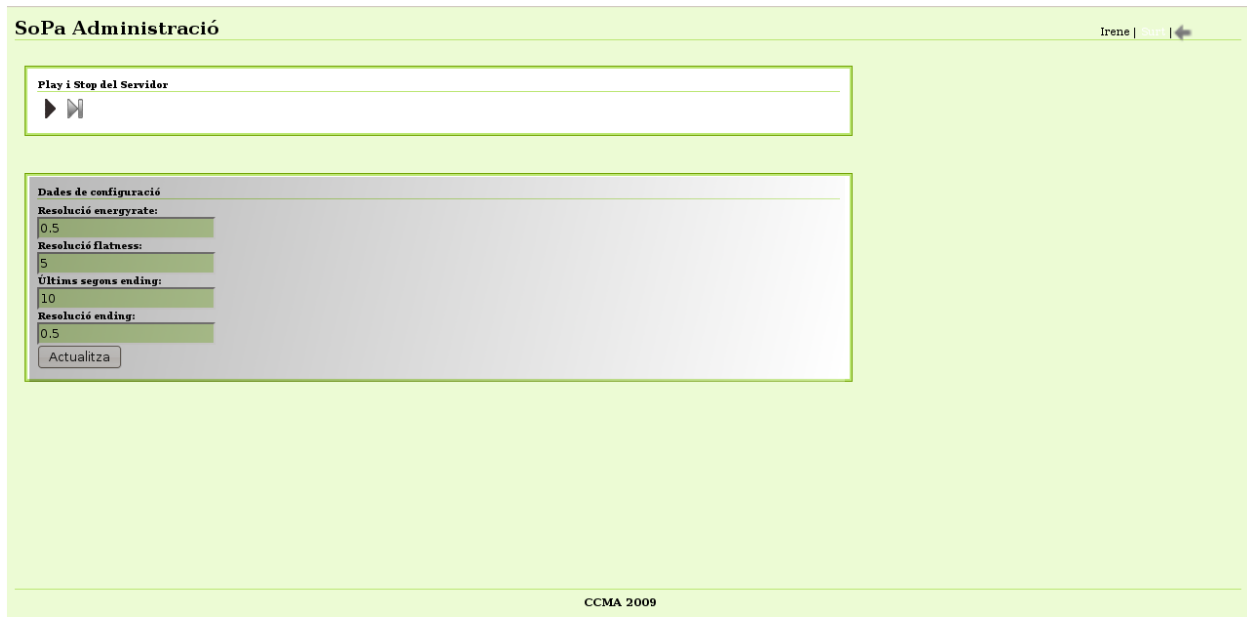 SoPa Administració
Irene | Surt |
Play i Stop del Servidor
Dades de configuració
Resolució energyrate:
0.5
Resolució flatness:
5
Últims segons ending:
10
Resolució ending:
0.5
Actualitza
CCMA 2009